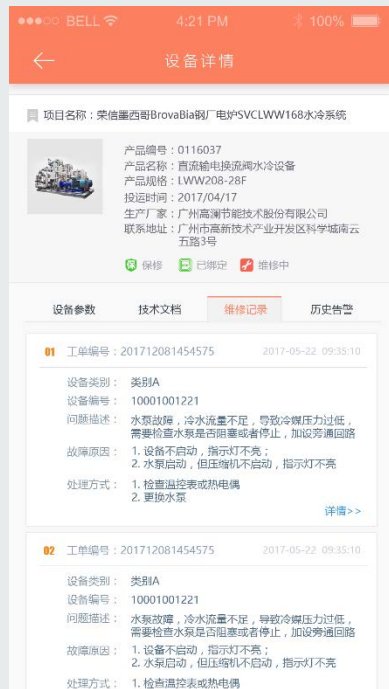 BELL 4:21 PM 100%
设备详情
项目名称：荣信墨西哥BrovaBia钢厂电炉SVCLWW168水冷系统
产品编号：0116037
产品名称：直流输电换流阀水冷设备
产品规格：LWW208-28F
投运时间：2017/04/17
生产厂家：广州高澜节能技术股份有限公司
联系地址：广州市高新技术产业开发区科学城南云
五路3号
保修 已绑定 维修中
设备参数 技术文档 维修记录 历史告警
01 工单编号：201712081454575 2017-05-22 09:35:10
设备类别： 类别A
设备编号： 10001001221
问题描述： 水泵故障，冷水流量不足，导致冷媒压力过低，
需要检查水泵是否阻塞或者停止，加设旁通回路
故障原因： 1. 设备不启动，指示灯不亮；
2. 水泵启动，但压缩机不启动，指示灯不亮
处理方式： 1. 检查温控表或热电偶
2. 更换水泵
详情>>
02 工单编号：201712081454575 2017-05-22 09:35:10
设备类别： 类别A
设备编号： 10001001221
问题描述： 水泵故障，冷水流量不足，导致冷媒压力过低，
需要检查水泵是否阻塞或者停止，加设旁通回路
故障原因： 1. 设备不启动，指示灯不亮；
2. 水泵启动，但压缩机不启动，指示灯不亮
处理方式： 1. 检查温控表或热电偶